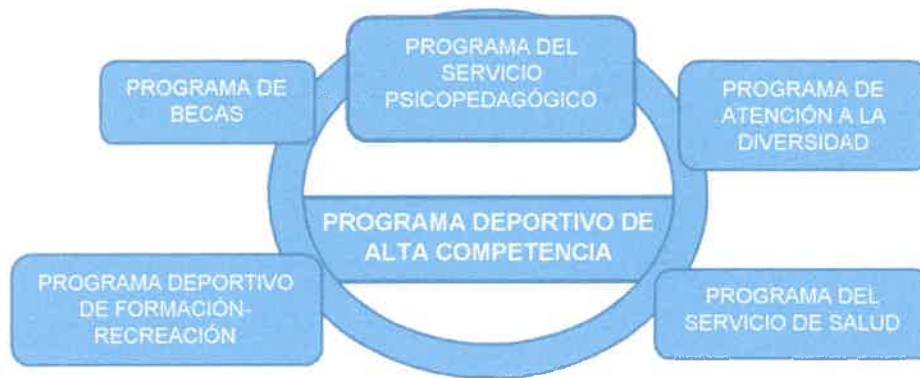 PROGRAMA DEL
SERVICIO
PSICOPEDAGÓGICO
PROGRAMA DE
BECAS
PROGRAMA DE
ATENCIÓN A LA
DIVERSIDAD
PROGRAMA DEPORTIVO DE
ALTA COMPETENCIA
PROGRAMA DEPORTIVO
DE FORMACIÓN-
RECREACIÓN
PROGRAMA DEL
SERVICIO DE SALUD